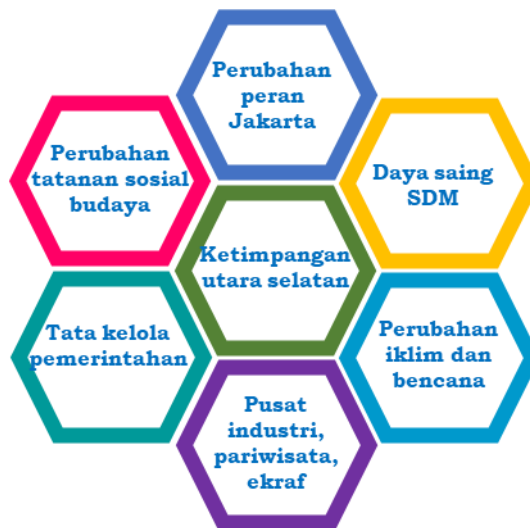 Perubahan
peran
Jakarta
Perubahan
tatanan sosial
budaya
Daya saing
SDM
Ketimpangan
utara selatan
Tata kelola
pemerintahan
Perubahan
iklim dan
bencana
Pusat
industri,
pariwisata,
ekraf